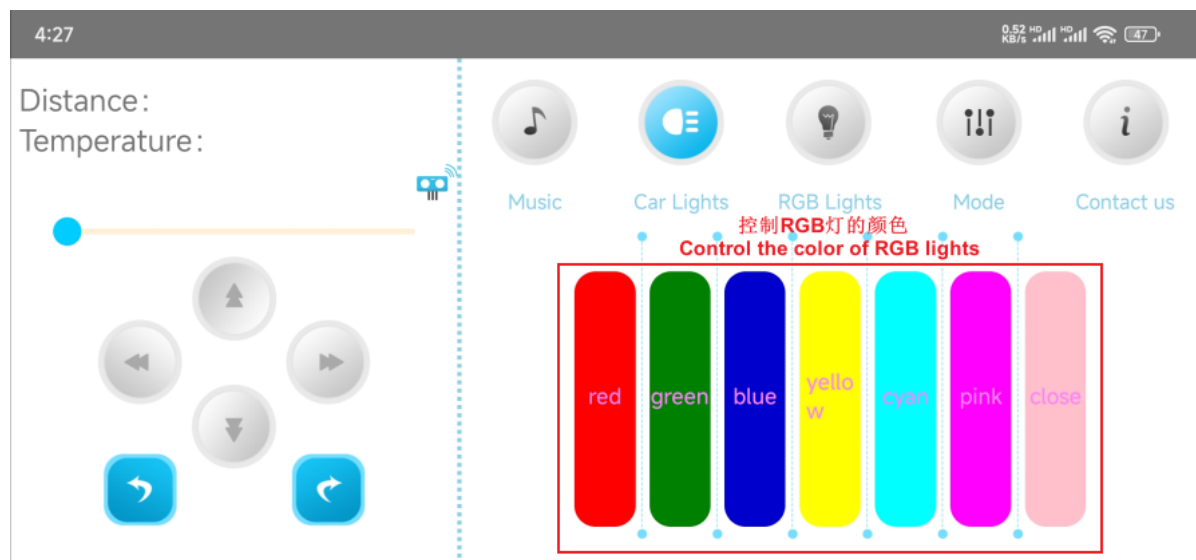 4:27
0.52 KB/s HD HD 47
Distance:
Temperature:
Music
Car Lights
RGB Lights
Mode
Contact us
控制RGB灯的颜色
Control the color of RGB lights
red
green
blue
yello
w
cyan
pink
close